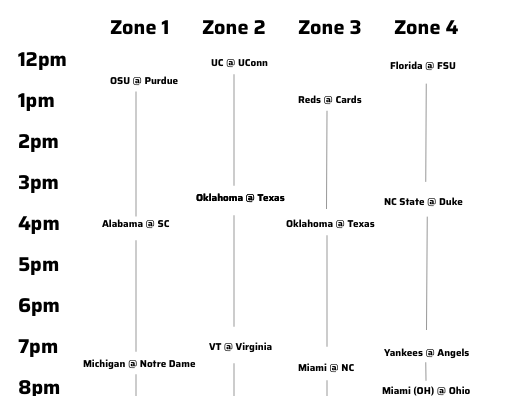 Zone 1 Zone 2 Zone 3 Zone 4
12pm UC @ UConn Florida @ FSU
OSU @ Purdue
1pm Reds @ Cards
2pm
3pm
Oklahoma @ Texas NC State @ Duke
4pm Alabama @ SC Oklahoma @ Texas
5pm
6pm
7pm VT @ Virginia Yankees @ Angels
Michigan @ Notre Dame Miami @ NC
8pm Miami (OH) @ Ohio